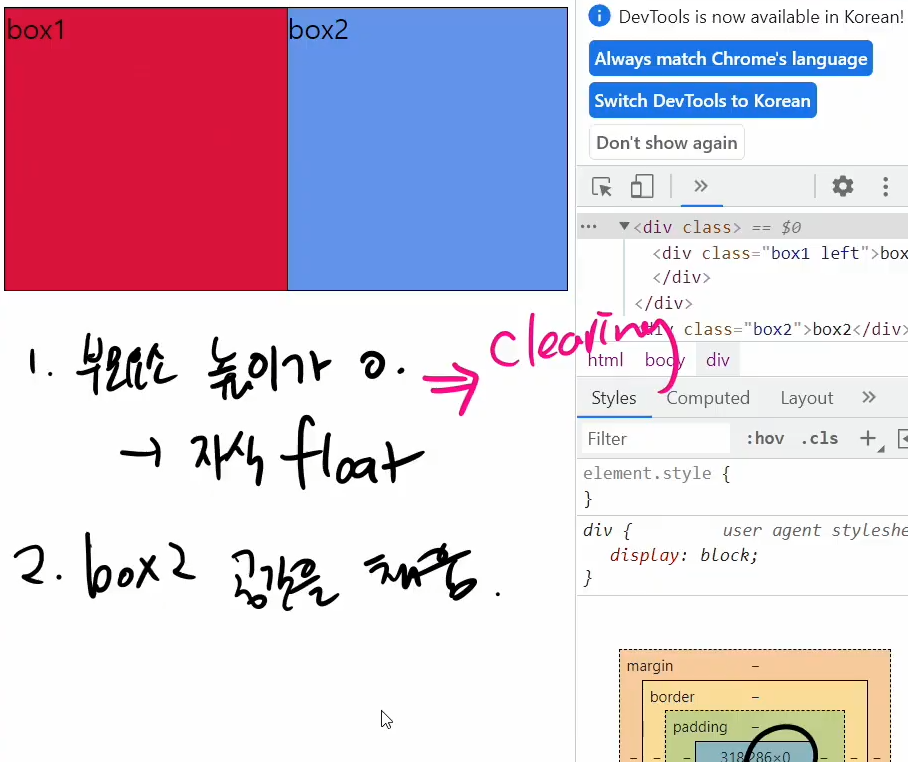 box1
box2
1. 부모요소 높이가 0.
⇒ clearing
→ 자식 float
2. box2 공간을 채움.
DevTools is now available in Korean!
Always match Chrome's language
Switch DevTools to Korean
Don't show again
»
… ▼<div class> == $0
<div class="box1 left">box
</div>
</div>
div class="box2">box2</div>
html body div
Styles Computed Layout »
Filter :hov .cls +
element.style {
}
div { user agent styleshe
display: block;
}
margin –
border –
padding –
– – – 318.286×0 – – –